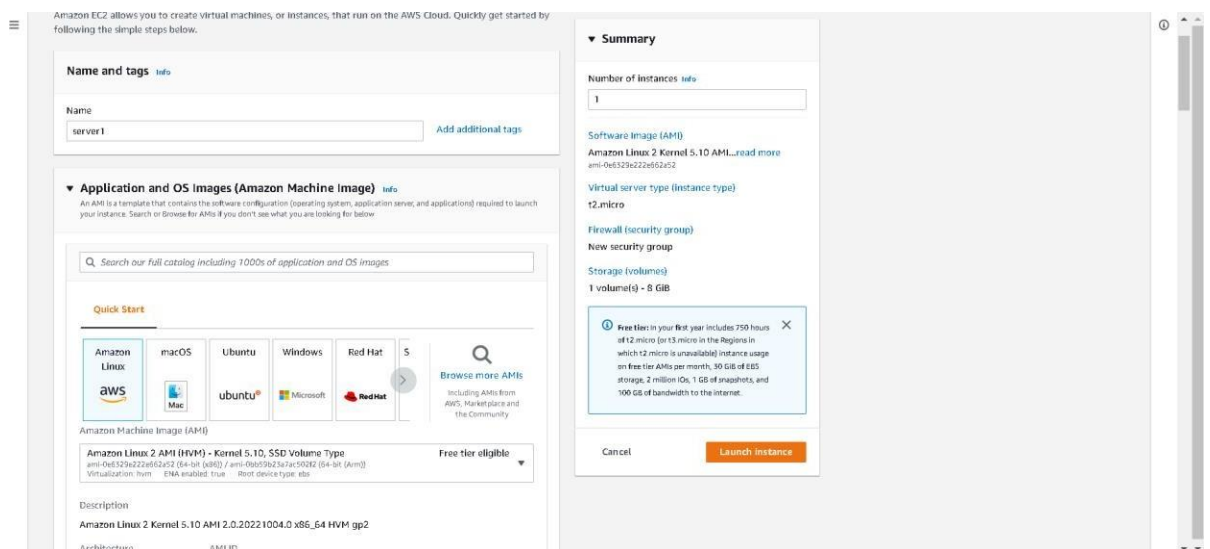 Amazon EC2 allows you to create virtual machines, or instances, that run on the AWS Cloud. Quickly get started by
following the simple steps below.
Name and tags Info
Name
server1
Add additional tags
▼ Application and OS Images (Amazon Machine Image) Info
An AMI is a template that contains the software configuration (operating system, application server, and applications) required to launch
your instance. Search or Browse for AMIs if you don't see what you are looking for below
Search our full catalog including 1000s of application and OS images
Quick Start
Amazon
Linux
aws
macOS
Mac
Ubuntu
ubuntu
Windows
Microsoft
Red Hat
Red Hat
S
Browse more AMIs
Including AMIs from
AWS, Marketplace and
the Community
Amazon Machine Image (AMI)
Amazon Linux 2 AMI (HVM) - Kernel 5.10, SSD Volume Type
Free tier eligible
ami-0e6329e222e662a52 (64-bit (x86)) / ami-0bb59b23a7ac502f2 (64-bit (Arm))
Virtualization: hvm ENA enabled: true Root device type: ebs
Description
Amazon Linux 2 Kernel 5.10 AMI 2.0.20221004.0 x86_64 HVM gp2
Architecture
AMI ID
▼ Summary
Number of instances Info
1
Software Image (AMI)
Amazon Linux 2 Kernel 5.10 AMI...read more
ami-0e6329e222e662a52
Virtual server type (instance type)
t2.micro
Firewall (security group)
New security group
Storage (volumes)
1 volume(s) - 8 GiB
Free tier: In your first year includes 750 hours
of t2.micro (or t3.micro in the Regions in
which t2.micro is unavailable) instance usage
on free tier AMIs per month, 30 GiB of EBS
storage, 2 million IOs, 1 GB of snapshots, and
100 GB of bandwidth to the internet.
Cancel
Launch instance